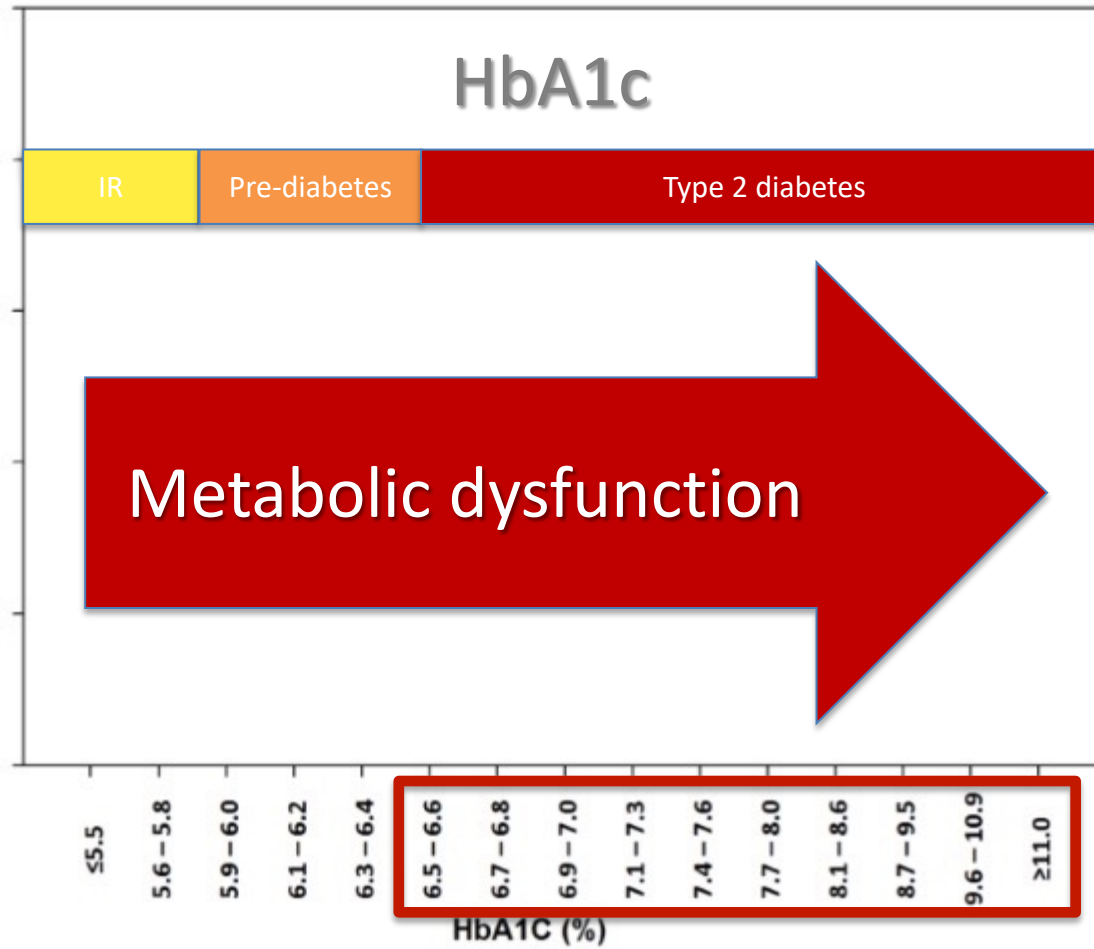 HbA1c
IR
Pre-diabetes
Type 2 diabetes
Metabolic dysfunction
≤5.5
5.6 – 5.8
5.9 – 6.0
6.1 – 6.2
6.3 – 6.4
6.5 – 6.6
6.7 – 6.8
6.9 – 7.0
7.1 – 7.3
7.4 – 7.6
7.7 – 8.0
8.1 – 8.6
8.7 – 9.5
9.6 – 10.9
≥11.0
HbA1C (%)